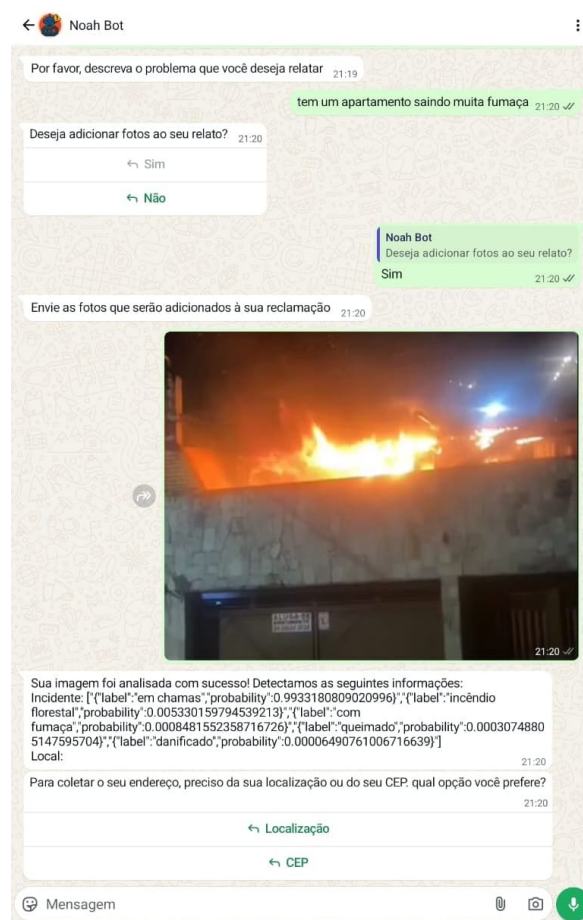 Noah Bot
Por favor, descreva o problema que você deseja relatar 21:19
tem um apartamento saindo muita fumaça 21:20
Deseja adicionar fotos ao seu relato? 21:20
Sim
Não
Noah Bot
Deseja adicionar fotos ao seu relato?
Sim 21:20
Envie as fotos que serão adicionados à sua reclamação 21:20
ALUGA-SE
21:20
Sua imagem foi analisada com sucesso! Detectamos as seguintes informações:
Incidente: ["{"label":"em chamas","probability":0.9933180809020996}","{"label":"incêndio
florestal","probability":0.005330159794539213}","{"label":"com
fumaça","probability":0.0008481552358716726}","{"label":"queimado","probability":0.0003074880
5147595704}","{"label":"danificado","probability":0.00006490761006716639}"]
Local:
21:20
Para coletar o seu endereço, preciso da sua localização ou do seu CEP. qual opção você prefere?
21:20
Localização
CEP
Mensagem